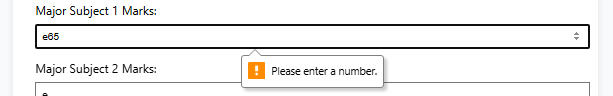 Major Subject 1 Marks:
e65
Please enter a number.
Major Subject 2 Marks:
e